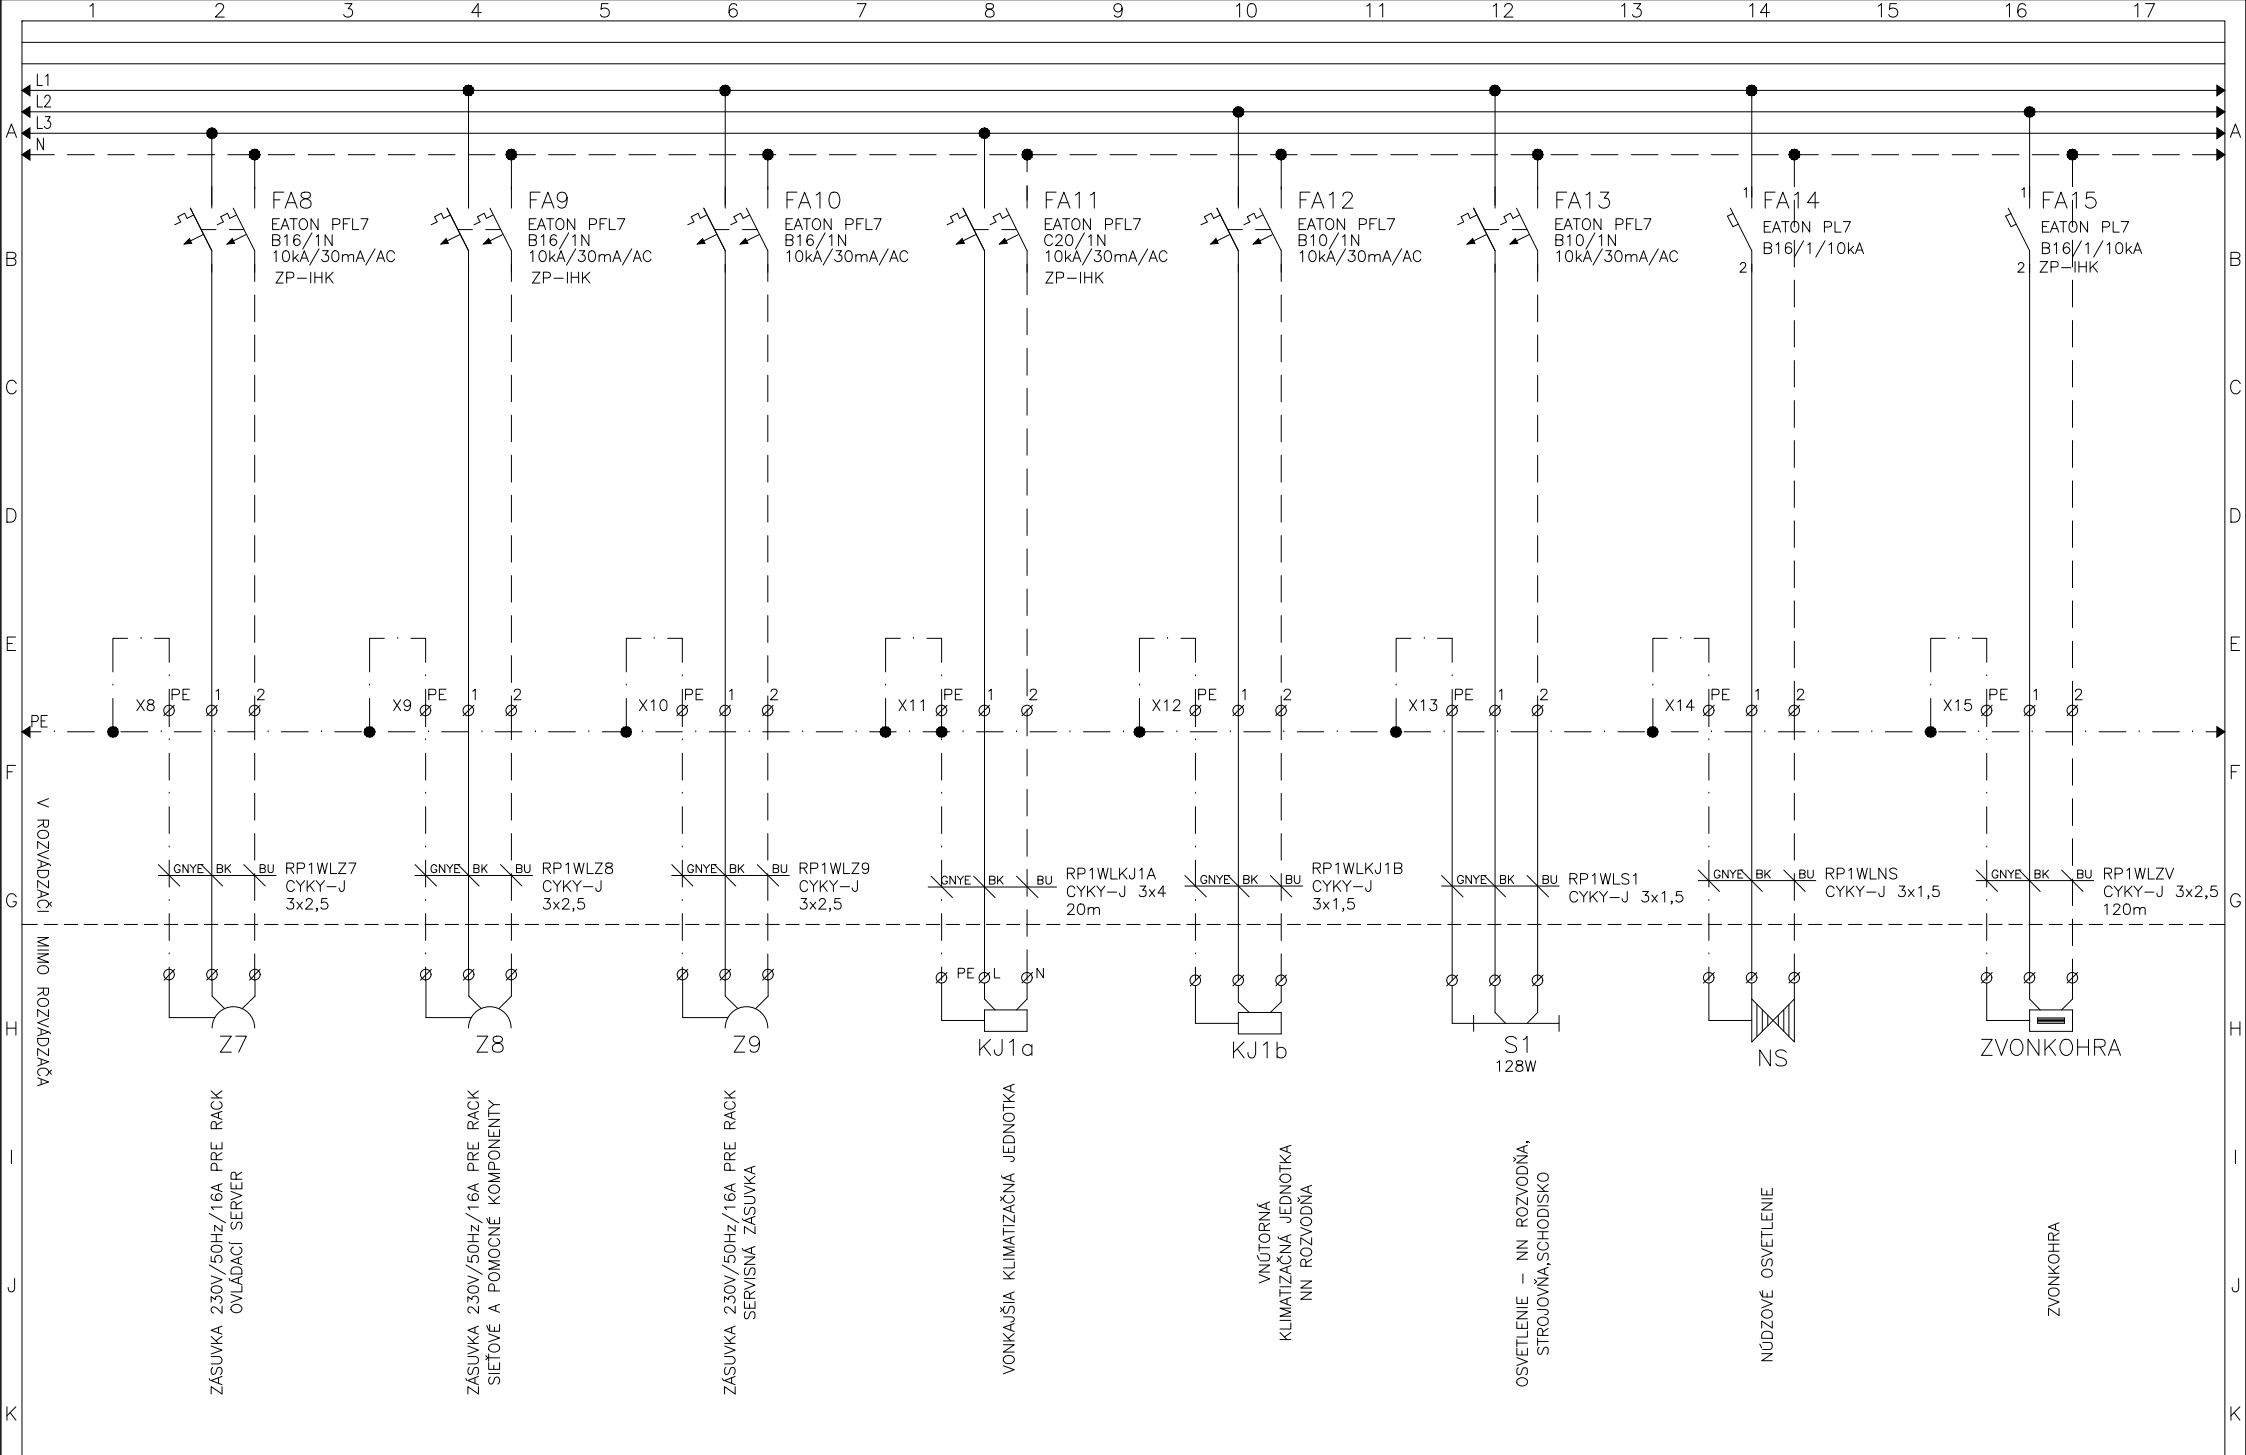 1 2 3 4 5 6 7 8 9 10 11 12 13 14 15 16 17
L1
L2
L3
N
A A
FA8
EATON PFL7
B16/1N
10kA/30mA/AC
ZP-IHK
FA9
EATON PFL7
B16/1N
10kA/30mA/AC
ZP-IHK
FA10
EATON PFL7
B16/1N
10kA/30mA/AC
FA11
EATON PFL7
C20/1N
10kA/30mA/AC
ZP-IHK
FA12
EATON PFL7
B10/1N
10kA/30mA/AC
FA13
EATON PFL7
B10/1N
10kA/30mA/AC
1
FA14
EATON PL7
B16/1/10kA
2
1
FA15
EATON PL7
B16/1/10kA
2 ZP-IHK
B B
C C
D D
E E
X8 PE 1 2
X9 PE 1 2
X10 PE 1 2
X11 PE 1 2
X12 PE 1 2
X13 PE 1 2
X14 PE 1 2
X15 PE 1 2
PE
F F
V ROZVÁDZAČI
MIMO ROZVÁDZAČA
GNYE BK BU
RP1WLZ7
CYKY-J
3x2,5
GNYE BK BU
RP1WLZ8
CYKY-J
3x2,5
GNYE BK BU
RP1WLZ9
CYKY-J
3x2,5
GNYE BK BU
RP1WLKJ1A
CYKY-J 3x4
20m
GNYE BK BU
RP1WLKJ1B
CYKY-J
3x1,5
GNYE BK BU
RP1WLS1
CYKY-J 3x1,5
GNYE BK BU
RP1WLNS
CYKY-J 3x1,5
GNYE BK BU
RP1WLZV
CYKY-J 3x2,5
120m
G G
PE L N
H H
Z7
Z8
Z9
KJ1a
KJ1b
S1
128W
NS
ZVONKOHRA
ZÁSUVKA 230V/50Hz/16A PRE RACK
OVLÁDACÍ SERVER
ZÁSUVKA 230V/50Hz/16A PRE RACK
SIEŤOVÉ A POMOCNÉ KOMPONENTY
ZÁSUVKA 230V/50Hz/16A PRE RACK
SERVISNÁ ZÁSUVKA
VONKAJŠIA KLIMATIZAČNÁ JEDNOTKA
VNÚTORNÁ
KLIMATIZAČNÁ JEDNOTKA
NN ROZVODŇA
OSVETLENIE - NN ROZVODŇA,
STROJOVŇA,SCHODISKO
NÚDZOVÉ OSVETLENIE
ZVONKOHRA
I I
J J
K K